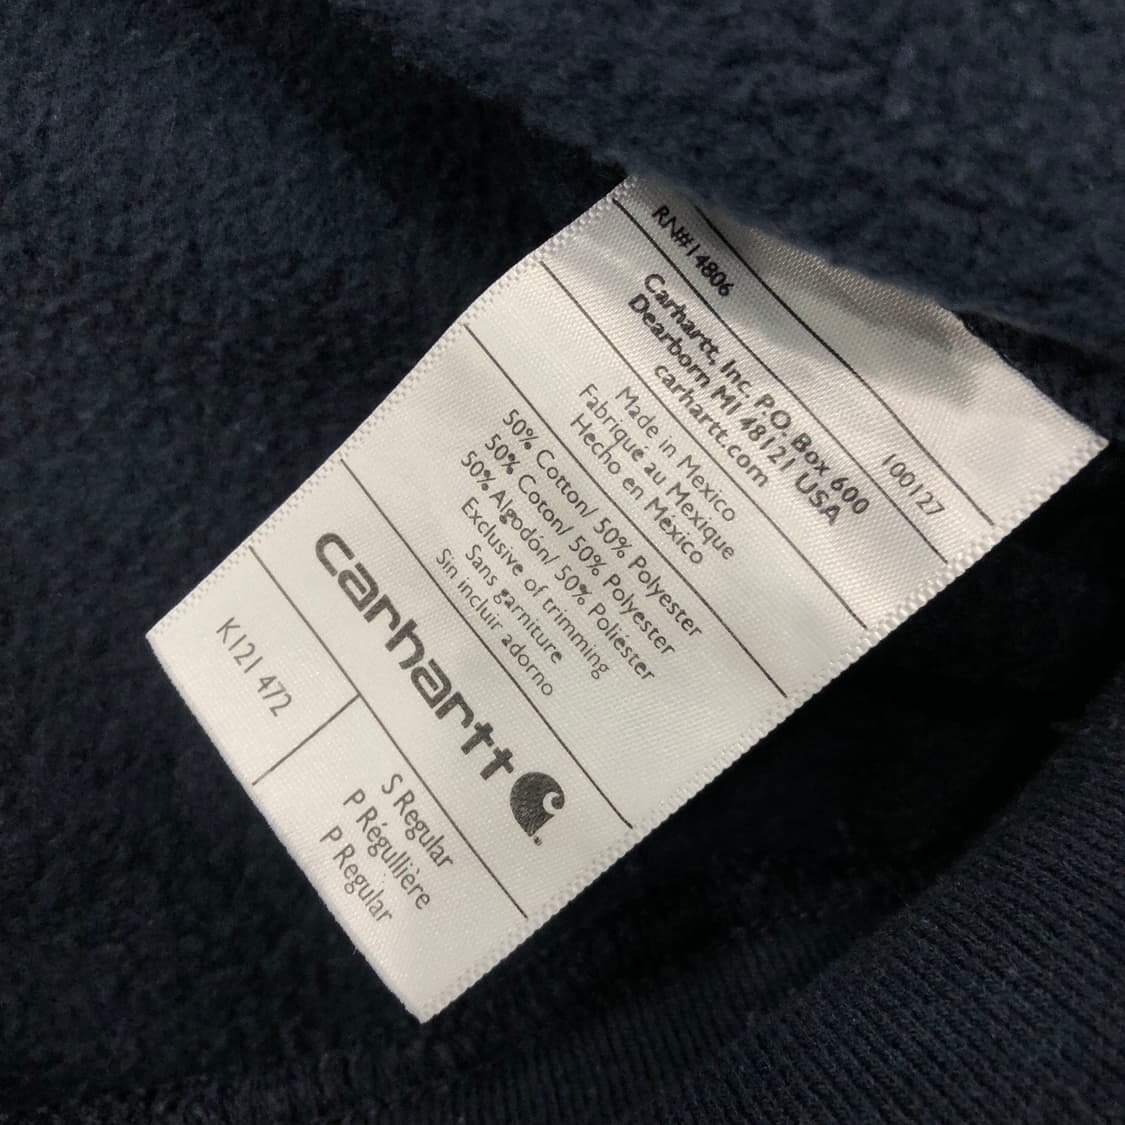 RN#14806
100127
Carhartt, Inc. P.O. Box 600
Dearborn MI 48121 USA
carhartt.com
Made in Mexico
Fabriqué au Mexique
Hecho en México
50% Cotton/ 50% Polyester
50% Coton/ 50% Polyester
50% Algodón/ 50% Poliéster
Exclusive of trimming
Sans garniture
Sin incluir adorno
carhartt
K121 472
S Regular
P Régullière
P Regular